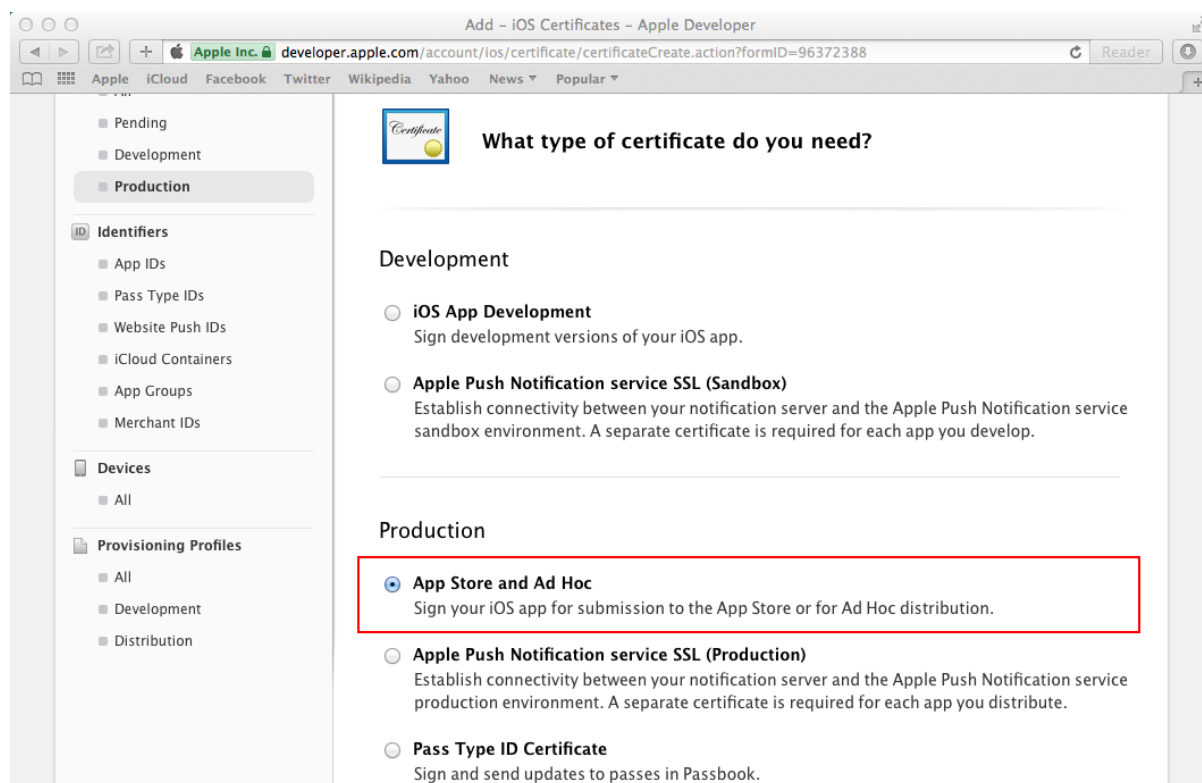 Add – iOS Certificates – Apple Developer
Apple Inc. developer.apple.com/account/ios/certificate/certificateCreate.action?formID=96372388 Reader
Apple iCloud Facebook Twitter Wikipedia Yahoo News Popular
Pending
Development
Production
ID Identifiers
App IDs
Pass Type IDs
Website Push IDs
iCloud Containers
App Groups
Merchant IDs
Devices
All
Provisioning Profiles
All
Development
Distribution
Certificate
What type of certificate do you need?
Development
iOS App Development
Sign development versions of your iOS app.
Apple Push Notification service SSL (Sandbox)
Establish connectivity between your notification server and the Apple Push Notification service
sandbox environment. A separate certificate is required for each app you develop.
Production
App Store and Ad Hoc
Sign your iOS app for submission to the App Store or for Ad Hoc distribution.
Apple Push Notification service SSL (Production)
Establish connectivity between your notification server and the Apple Push Notification service
production environment. A separate certificate is required for each app you distribute.
Pass Type ID Certificate
Sign and send updates to passes in Passbook.